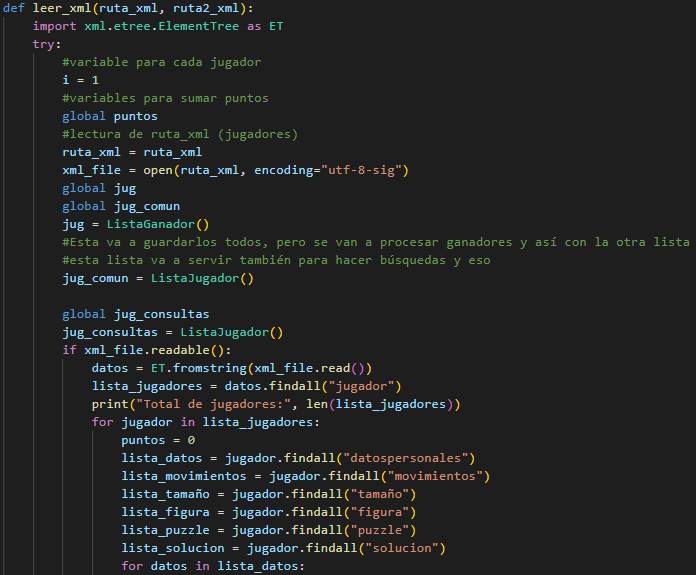 def leer_xml(ruta_xml, ruta2_xml):
    import xml.etree.ElementTree as ET
    try:
        #variable para cada jugador
        i = 1
        #variables para sumar puntos
        global puntos
        #lectura de ruta_xml (jugadores)
        ruta_xml = ruta_xml
        xml_file = open(ruta_xml, encoding="utf-8-sig")
        global jug
        global jug_comun
        jug = ListaGanador()
        #Esta va a guardarlos todos, pero se van a procesar ganadores y así con la otra lista
        #esta lista va a servir también para hacer búsquedas y eso
        jug_comun = ListaJugador()

        global jug_consultas
        jug_consultas = ListaJugador()
        if xml_file.readable():
            datos = ET.fromstring(xml_file.read())
            lista_jugadores = datos.findall("jugador")
            print("Total de jugadores:", len(lista_jugadores))
            for jugador in lista_jugadores:
                puntos = 0
                lista_datos = jugador.findall("datospersonales")
                lista_movimientos = jugador.findall("movimientos")
                lista_tamaño = jugador.findall("tamaño")
                lista_figura = jugador.findall("figura")
                lista_puzzle = jugador.findall("puzzle")
                lista_solucion = jugador.findall("solucion")
                for datos in lista_datos: